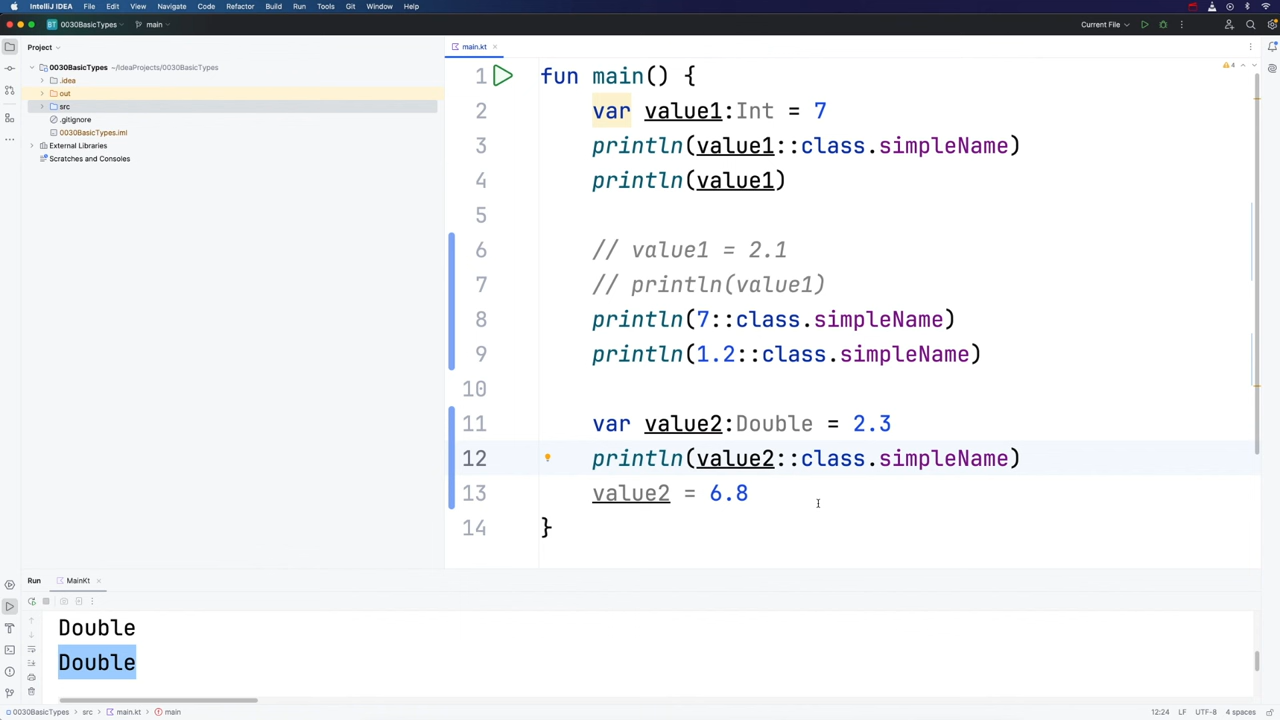 IntelliJ IDEA File Edit View Navigate Code Refactor Build Run Tools Git Window Help
BT 0030BasicTypes main Current File
Project
main.kt
0030BasicTypes ~/IdeaProjects/0030BasicTypes
.idea
out
src
.gitignore
0030BasicTypes.iml
External Libraries
Scratches and Consoles
4
1 fun main() {
2 var value1:Int = 7
3 println(value1::class.simpleName)
4 println(value1)
5
6 // value1 = 2.1
7 // println(value1)
8 println(7::class.simpleName)
9 println(1.2::class.simpleName)
10
11 var value2:Double = 2.3
12 println(value2::class.simpleName)
13 value2 = 6.8
14 }
Run MainKt
Double
Double
0030BasicTypes src main.kt main 12:24 LF UTF-8 4 spaces